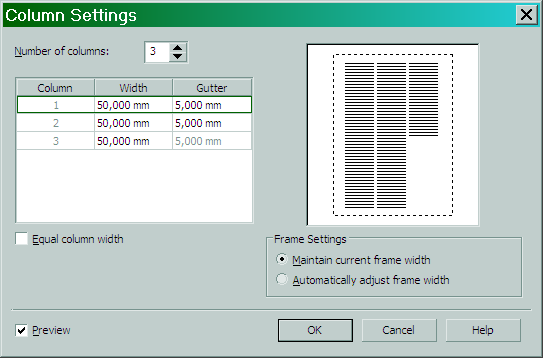 Column Settings
Number of columns: 3
Column Width Gutter
1 50,000 mm 5,000 mm
2 50,000 mm 5,000 mm
3 50,000 mm 5,000 mm
Equal column width
Frame Settings
Maintain current frame width
Automatically adjust frame width
Preview OK Cancel Help